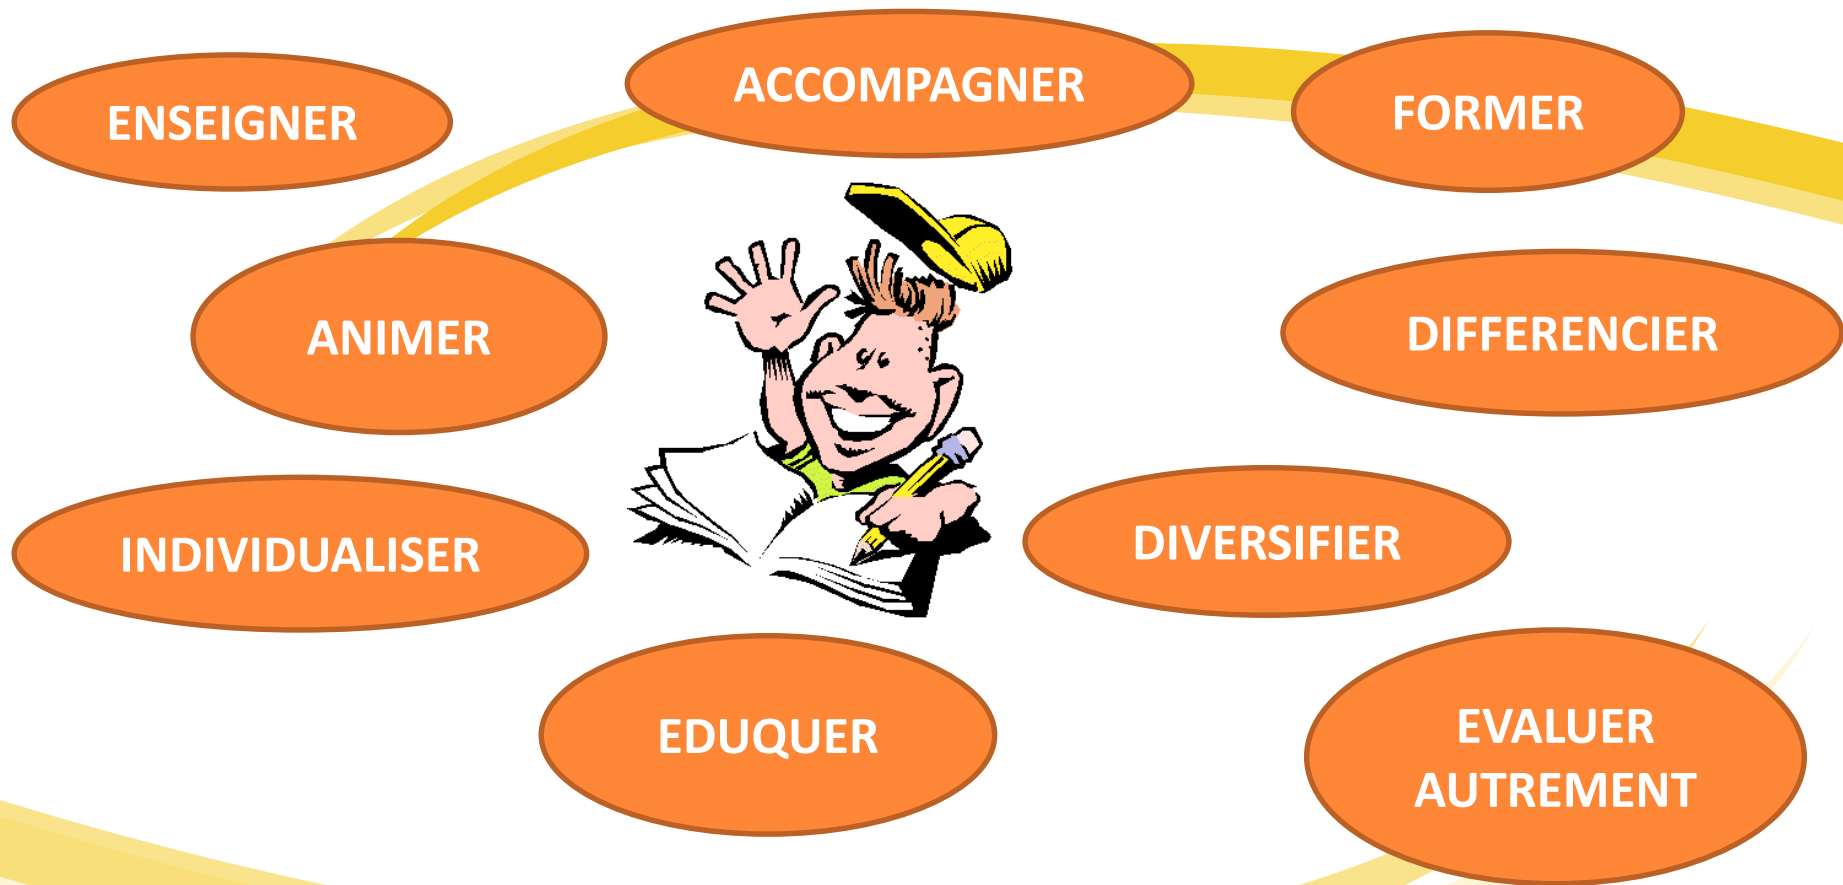 ENSEIGNER
ACCOMPAGNER
FORMER
ANIMER
DIFFERENCIER
INDIVIDUALISER
DIVERSIFIER
EDUQUER
EVALUER
AUTREMENT